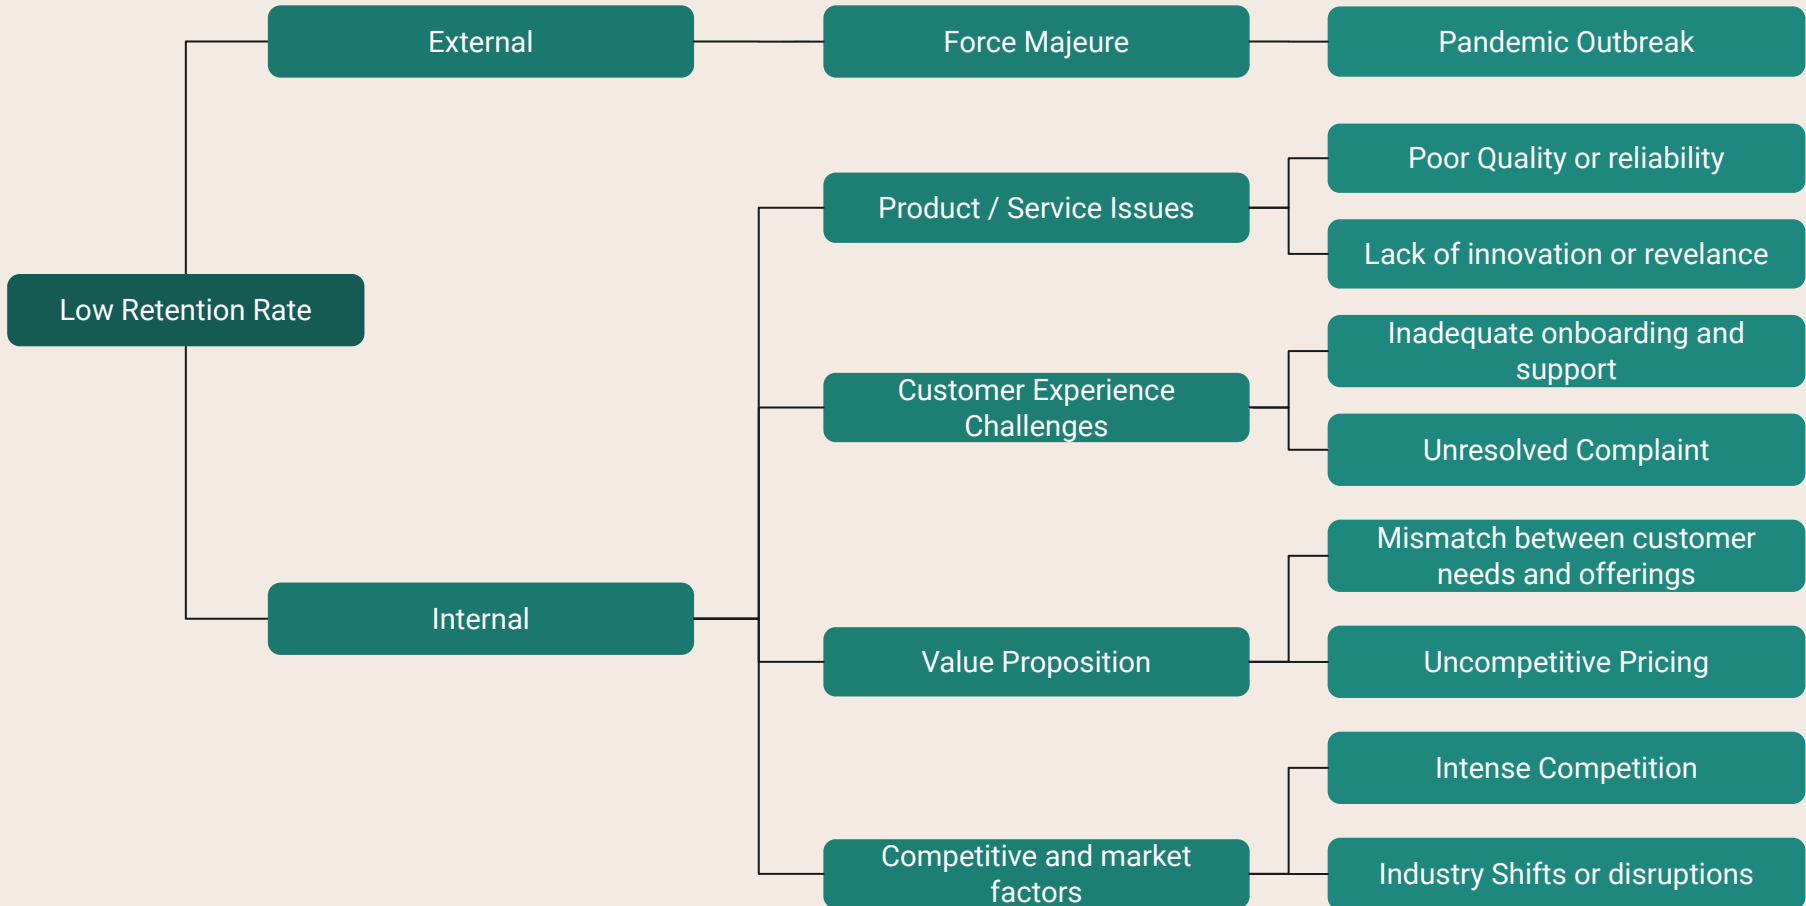 External
Force Majeure
Pandemic Outbreak
Poor Quality or reliability
Product / Service Issues
Lack of innovation or revelance
Low Retention Rate
Inadequate onboarding and
support
Customer Experience
Challenges
Unresolved Complaint
Mismatch between customer
needs and offerings
Internal
Value Proposition
Uncompetitive Pricing
Intense Competition
Competitive and market
factors
Industry Shifts or disruptions